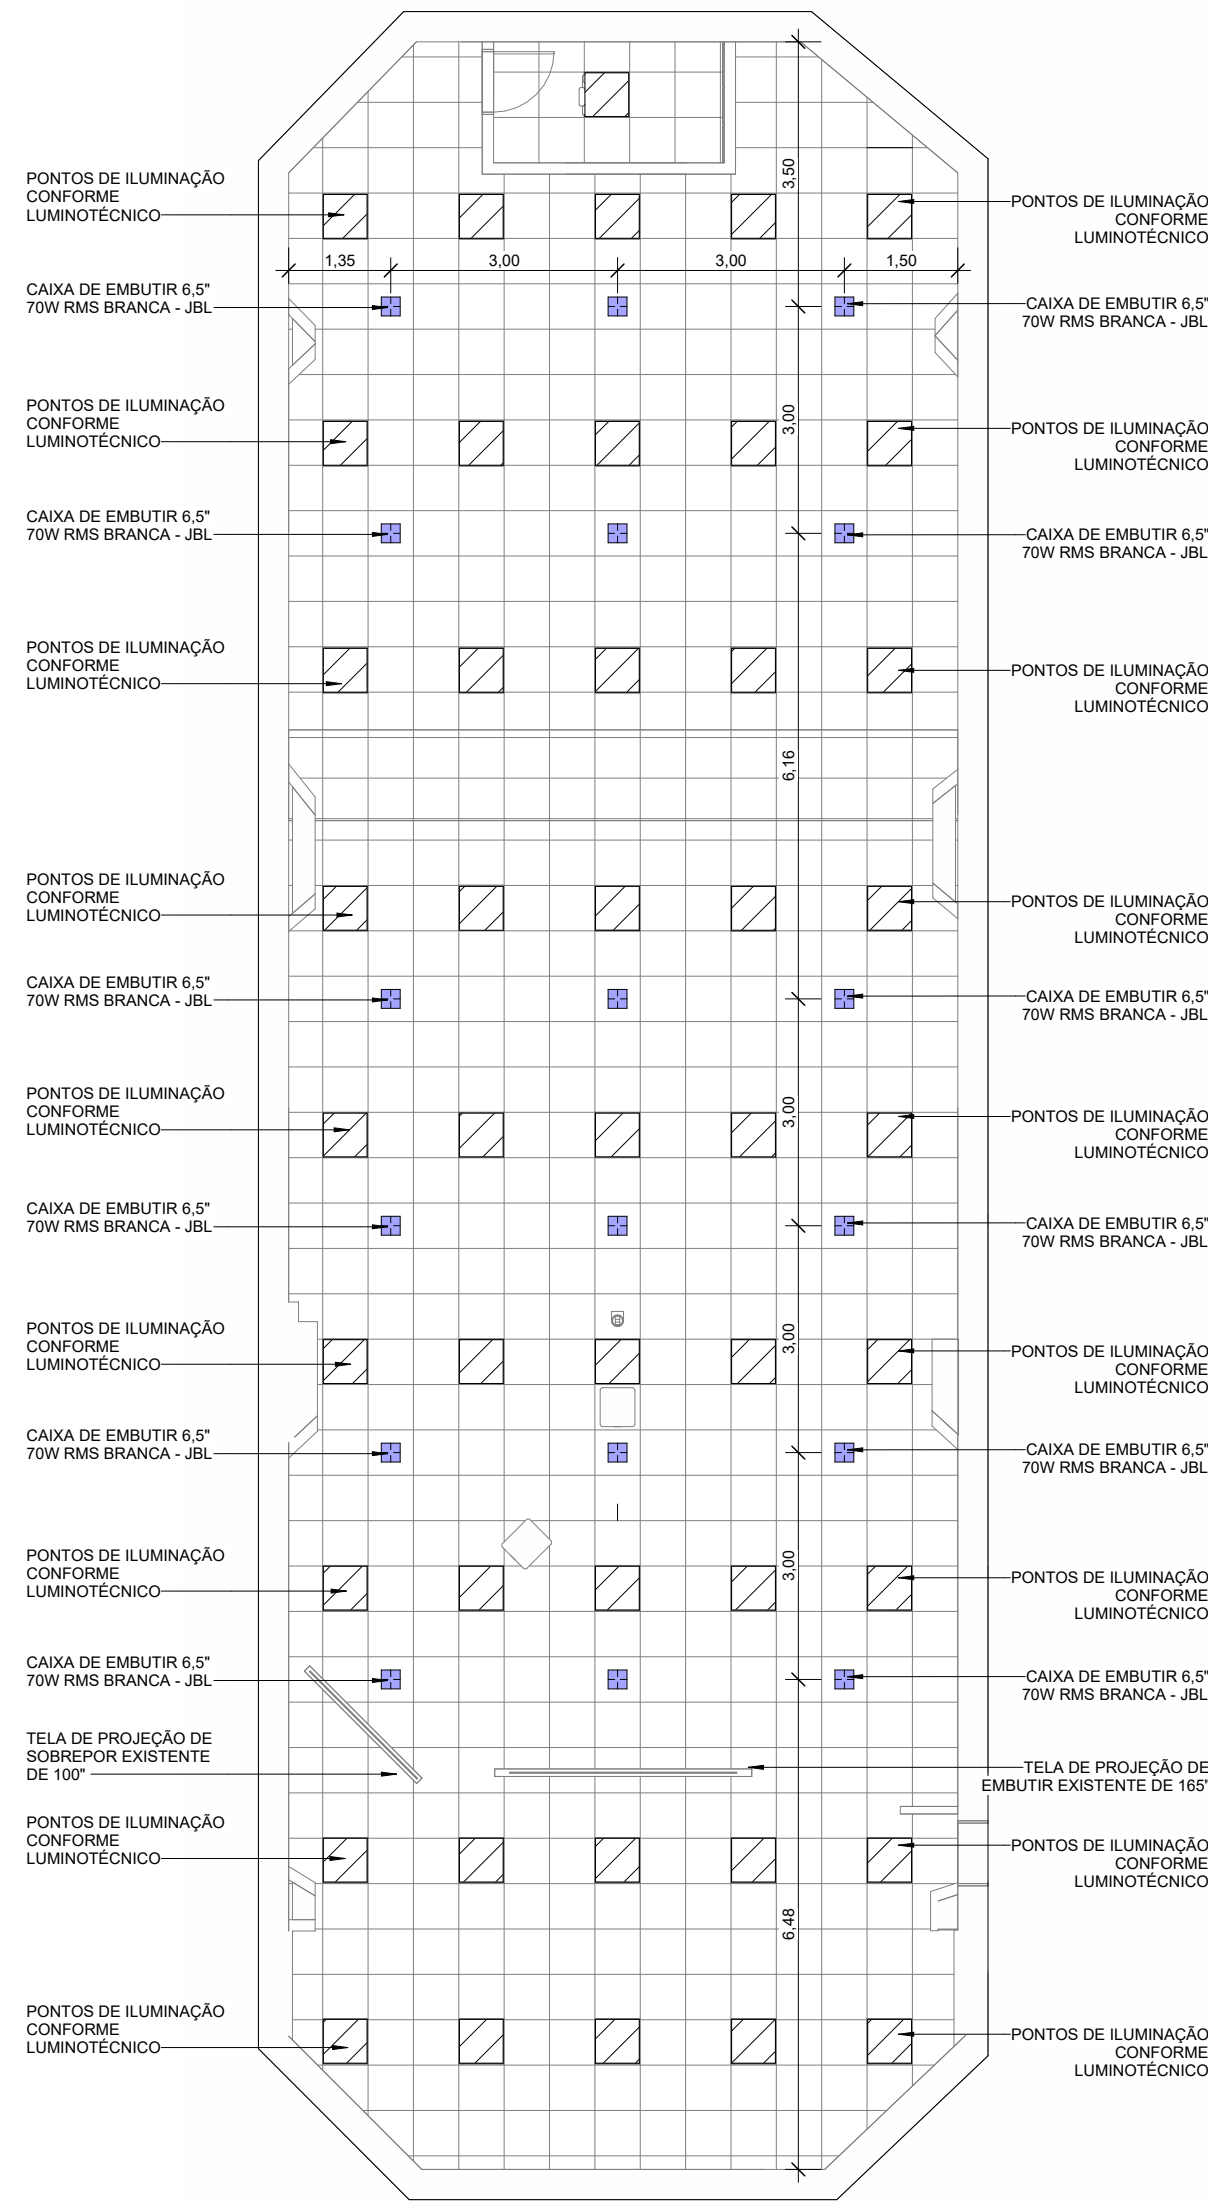 3,50
PONTOS DE ILUMINAÇÃO
CONFORME
LUMINOTÉCNICO
PONTOS DE ILUMINAÇÃO
CONFORME
LUMINOTÉCNICO
1,35
3,00
3,00
1,50
CAIXA DE EMBUTIR 6,5"
70W RMS BRANCA - JBL
CAIXA DE EMBUTIR 6,5"
70W RMS BRANCA - JBL
PONTOS DE ILUMINAÇÃO
CONFORME
LUMINOTÉCNICO
3,00
PONTOS DE ILUMINAÇÃO
CONFORME
LUMINOTÉCNICO
CAIXA DE EMBUTIR 6,5"
70W RMS BRANCA - JBL
CAIXA DE EMBUTIR 6,5"
70W RMS BRANCA - JBL
PONTOS DE ILUMINAÇÃO
CONFORME
LUMINOTÉCNICO
PONTOS DE ILUMINAÇÃO
CONFORME
LUMINOTÉCNICO
6,16
PONTOS DE ILUMINAÇÃO
CONFORME
LUMINOTÉCNICO
PONTOS DE ILUMINAÇÃO
CONFORME
LUMINOTÉCNICO
CAIXA DE EMBUTIR 6,5"
70W RMS BRANCA - JBL
CAIXA DE EMBUTIR 6,5"
70W RMS BRANCA - JBL
PONTOS DE ILUMINAÇÃO
CONFORME
LUMINOTÉCNICO
3,00
PONTOS DE ILUMINAÇÃO
CONFORME
LUMINOTÉCNICO
CAIXA DE EMBUTIR 6,5"
70W RMS BRANCA - JBL
CAIXA DE EMBUTIR 6,5"
70W RMS BRANCA - JBL
PONTOS DE ILUMINAÇÃO
CONFORME
LUMINOTÉCNICO
3,00
PONTOS DE ILUMINAÇÃO
CONFORME
LUMINOTÉCNICO
CAIXA DE EMBUTIR 6,5"
70W RMS BRANCA - JBL
CAIXA DE EMBUTIR 6,5"
70W RMS BRANCA - JBL
PONTOS DE ILUMINAÇÃO
CONFORME
LUMINOTÉCNICO
3,00
PONTOS DE ILUMINAÇÃO
CONFORME
LUMINOTÉCNICO
CAIXA DE EMBUTIR 6,5"
70W RMS BRANCA - JBL
CAIXA DE EMBUTIR 6,5"
70W RMS BRANCA - JBL
TELA DE PROJEÇÃO DE
SOBREPOR EXISTENTE
DE 100"
TELA DE PROJEÇÃO DE
EMBUTIR EXISTENTE DE 165"
PONTOS DE ILUMINAÇÃO
CONFORME
LUMINOTÉCNICO
PONTOS DE ILUMINAÇÃO
CONFORME
LUMINOTÉCNICO
6,48
PONTOS DE ILUMINAÇÃO
CONFORME
LUMINOTÉCNICO
PONTOS DE ILUMINAÇÃO
CONFORME
LUMINOTÉCNICO